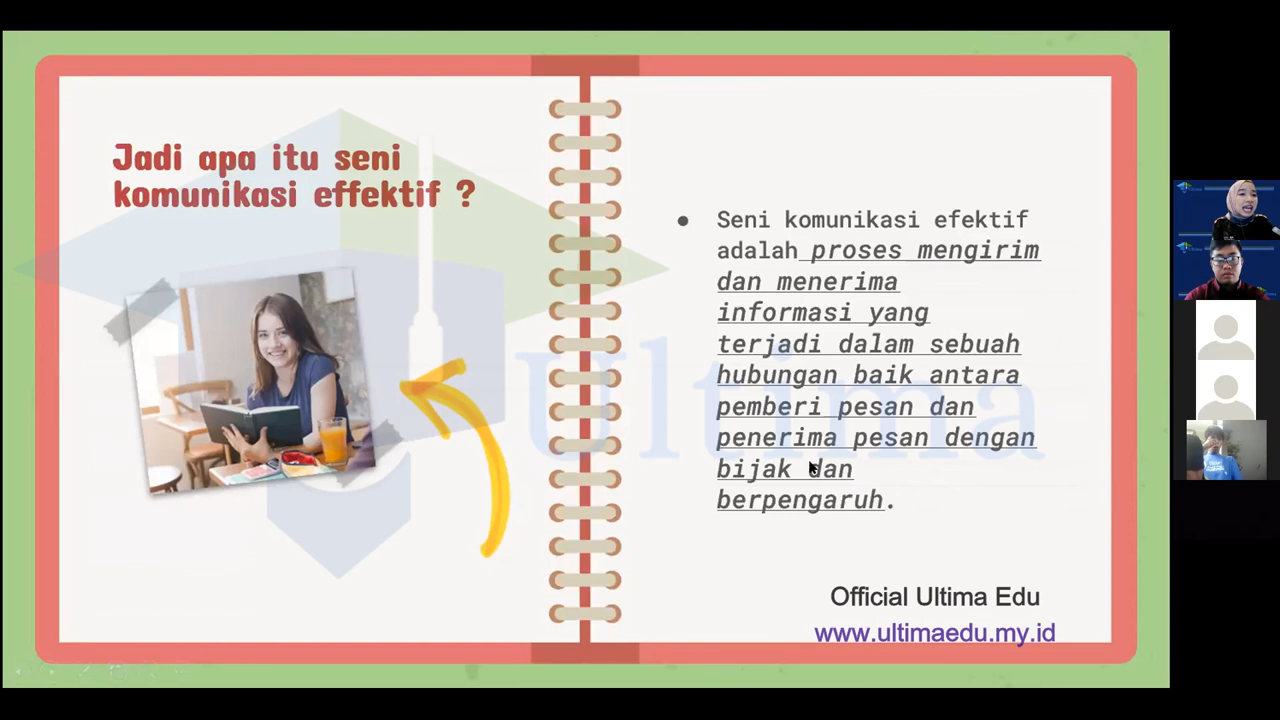 Jadi apa itu seni
komunikasi effektif ?
● Seni komunikasi efektif
adalah proses mengirim
dan menerima
informasi yang
terjadi dalam sebuah
hubungan baik antara
pemberi pesan dan
penerima pesan dengan
bijak dan
berpengaruh.
Ultima
Official Ultima Edu
www.ultimaedu.my.id